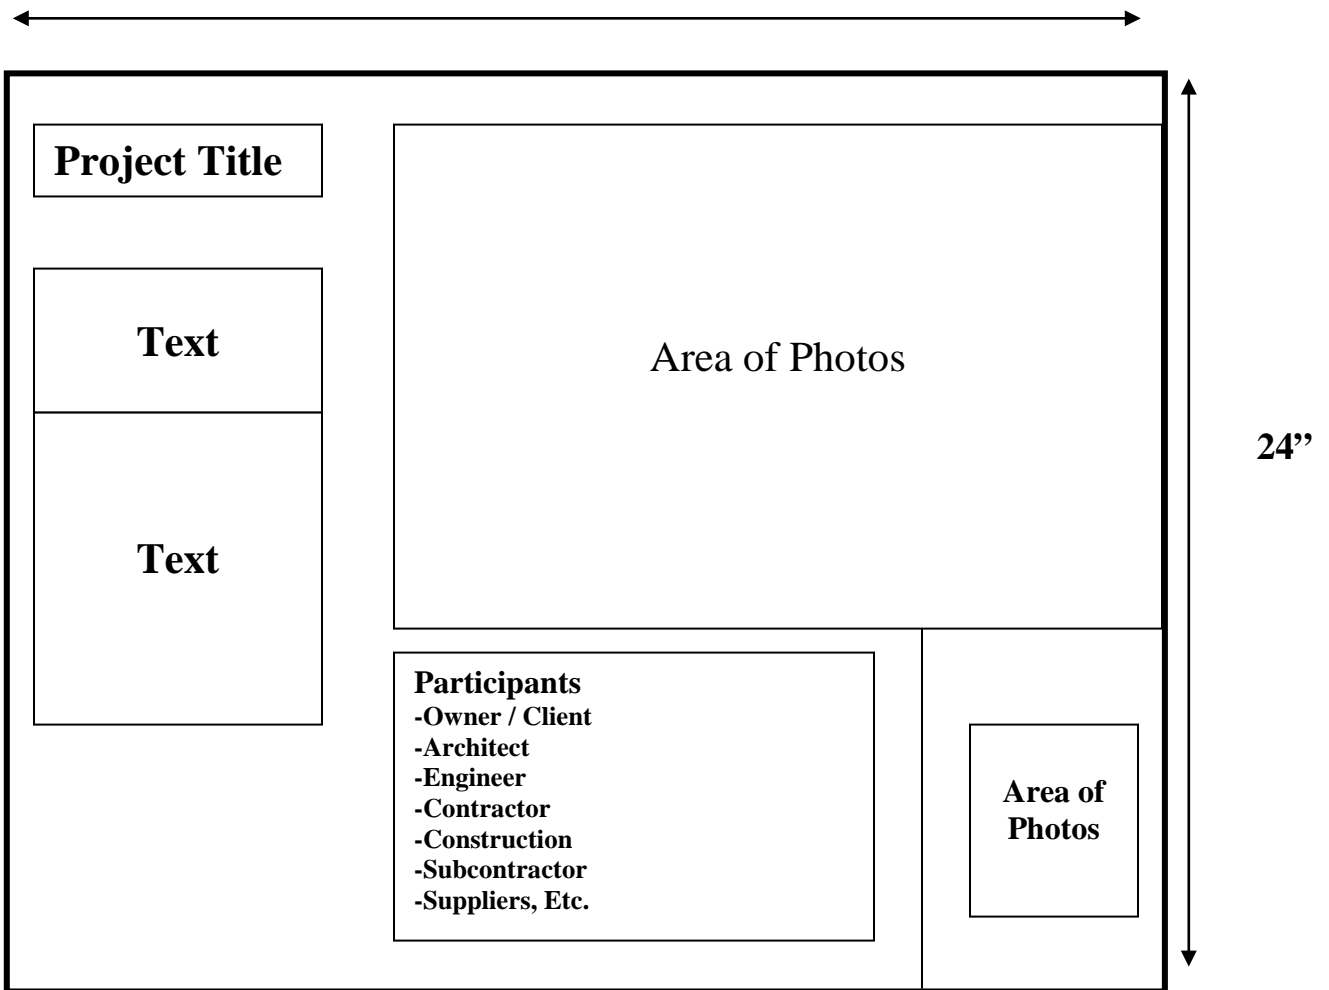 Project Title
Text
Text
Area of Photos
24”
Participants
-Owner / Client
-Architect
-Engineer
-Contractor
-Construction
-Subcontractor
-Suppliers, Etc.
Area of
Photos